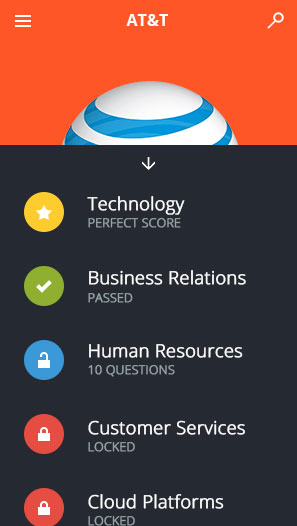 AT&T
Technology
PERFECT SCORE
Business Relations
PASSED
Human Resources
10 QUESTIONS
Customer Services
LOCKED
Cloud Platforms
LOCKED